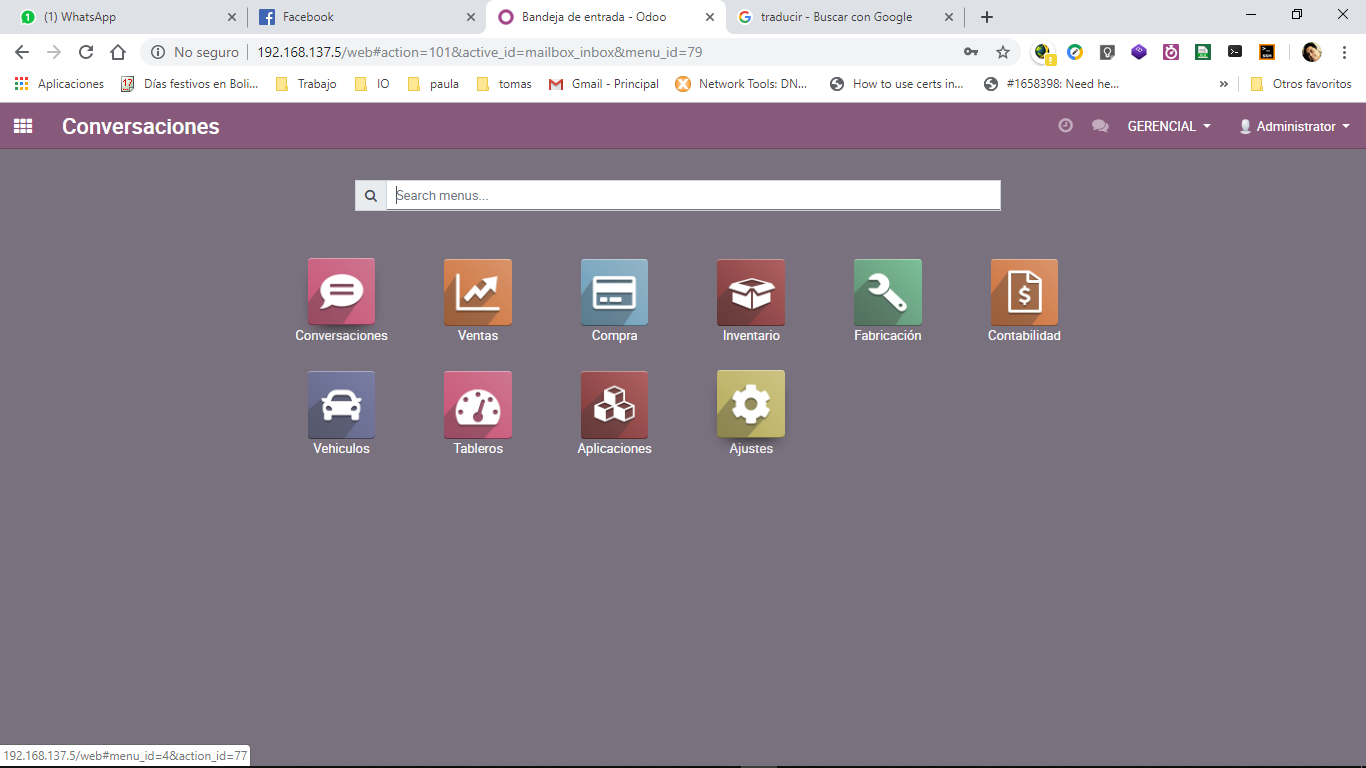 (1) WhatsApp
Facebook
Bandeja de entrada - Odoo
traducir - Buscar con Google
No seguro
192.168.137.5/web#action=101&active_id=mailbox_inbox&menu_id=79
Aplicaciones
17
Días festivos en Boli...
Trabajo
IO
paula
tomas
Gmail - Principal
Network Tools: DN...
How to use certs in...
#1658398: Need he...
»
Otros favoritos
Conversaciones
GERENCIAL
Administrator
Search menus...
Conversaciones
Ventas
Compra
Inventario
Fabricación
Contabilidad
Vehiculos
Tableros
Aplicaciones
Ajustes
192.168.137.5/web#menu_id=4&action_id=77